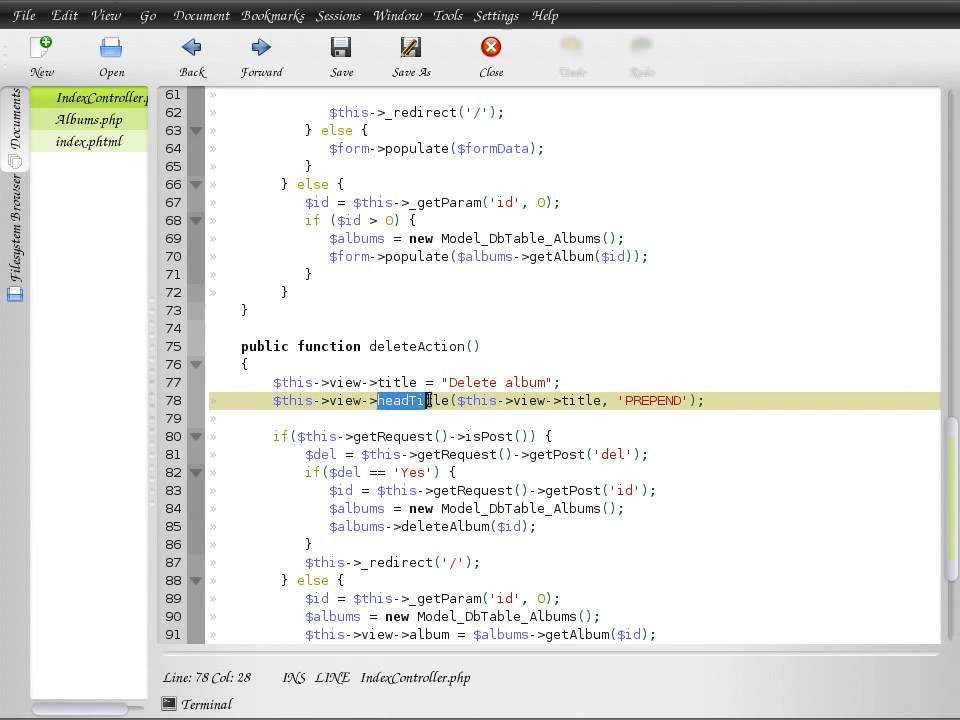 File Edit View Go Document Bookmarks Sessions Window Tools Settings Help
New Open Back Forward Save Save As Close Undo Redo
Documents
Filesystem Browser
IndexController.p
Albums.php
index.phtml
61
62 $this->_redirect('/');
63 } else {
64 $form->populate($formData);
65 }
66 } else {
67 $id = $this->_getParam('id', 0);
68 if ($id > 0) {
69 $albums = new Model_DbTable_Albums();
70 $form->populate($albums->getAlbum($id));
71 }
72 }
73 }
74
75 public function deleteAction()
76 {
77 $this->view->title = "Delete album";
78 $this->view->headTitle($this->view->title, 'PREPEND');
79
80 if($this->getRequest()->isPost()) {
81 $del = $this->getRequest()->getPost('del');
82 if($del == 'Yes') {
83 $id = $this->getRequest()->getPost('id');
84 $albums = new Model_DbTable_Albums();
85 $albums->deleteAlbum($id);
86 }
87 $this->_redirect('/');
88 } else {
89 $id = $this->_getParam('id', 0);
90 $albums = new Model_DbTable_Albums();
91 $this->view->album = $albums->getAlbum($id);
Line: 78 Col: 28 INS LINE IndexController.php
Terminal